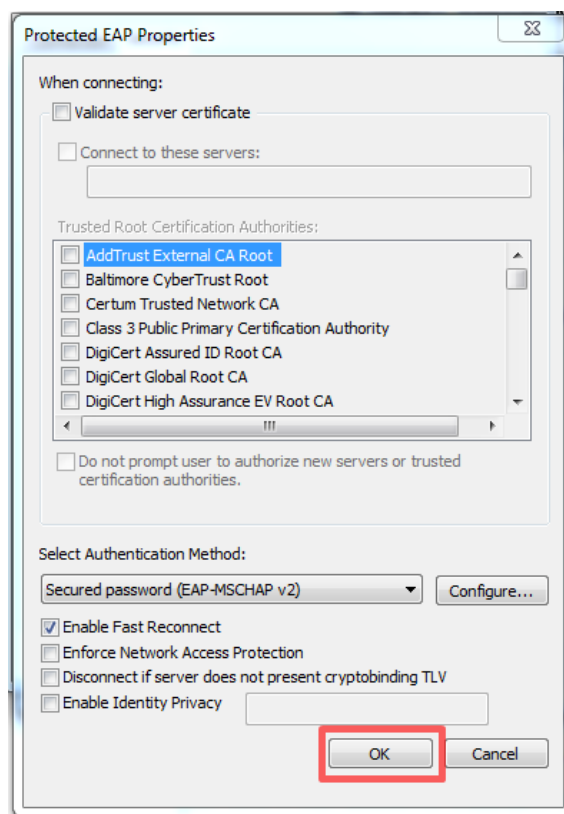 Protected EAP Properties
When connecting:
Validate server certificate
Connect to these servers:
Trusted Root Certification Authorities:
AddTrust External CA Root
Baltimore CyberTrust Root
Certum Trusted Network CA
Class 3 Public Primary Certification Authority
DigiCert Assured ID Root CA
DigiCert Global Root CA
DigiCert High Assurance EV Root CA
Do not prompt user to authorize new servers or trusted
certification authorities.
Select Authentication Method:
Secured password (EAP-MSCHAP v2) Configure...
Enable Fast Reconnect
Enforce Network Access Protection
Disconnect if server does not present cryptobinding TLV
Enable Identity Privacy
OK Cancel